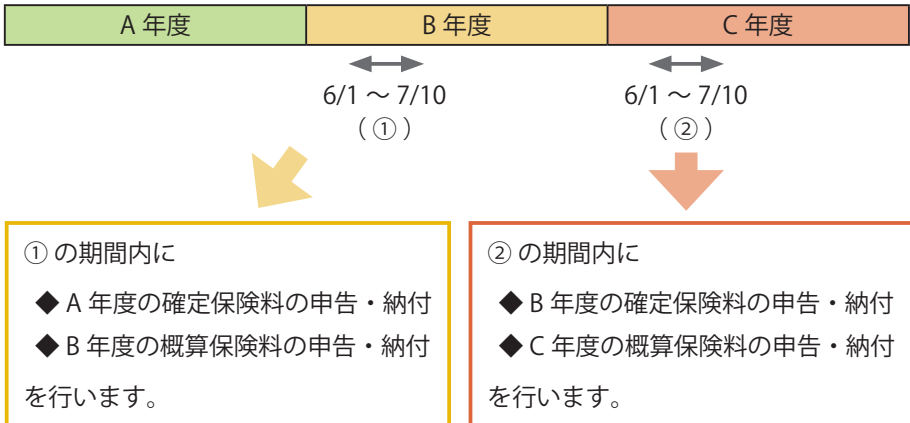 A 年度 B 年度 C 年度
6/1 ～ 7/10 6/1 ～ 7/10
（ ① ） （ ② ）
① の期間内に
◆ A 年度の確定保険料の申告・納付
◆ B 年度の概算保険料の申告・納付
を行います。
② の期間内に
◆ B 年度の確定保険料の申告・納付
◆ C 年度の概算保険料の申告・納付
を行います。